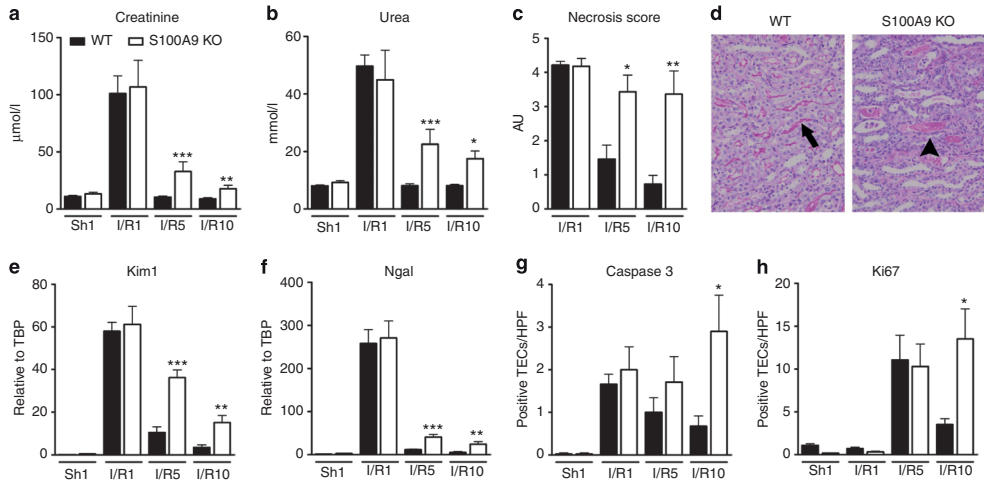 a
Creatinine
150
100
50
0
μmol/l
WT
S100A9 KO
***
**
Sh1 I/R1 I/R5 I/R10
b
Urea
60
40
20
0
mmol/l
***
*
Sh1 I/R1 I/R5 I/R10
c
Necrosis score
5
4
3
2
1
0
AU
*
**
I/R1 I/R5 I/R10
d
WT
S100A9 KO
e
Kim1
80
60
40
20
0
Relative to TBP
***
**
Sh1 I/R1 I/R5 I/R10
f
Ngal
400
300
200
100
0
Relative to TBP
***
**
Sh1 I/R1 I/R5 I/R10
g
Caspase 3
4
3
2
1
0
Positive TECs/HPF
*
Sh1 I/R1 I/R5 I/R10
h
Ki67
20
15
10
5
0
Positive TECs/HPF
*
Sh1 I/R1 I/R5 I/R10